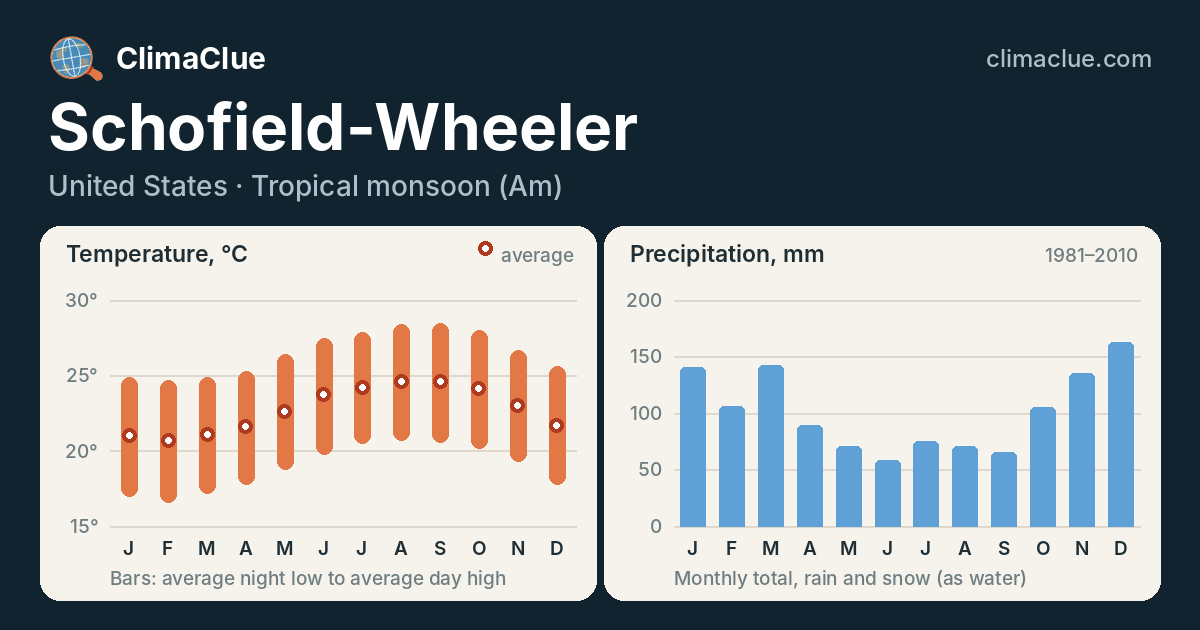 ClimaClue
climaclue.com
Schofield-Wheeler
United States · Tropical monsoon (Am)
Temperature, °C
average
30°
25°
20°
15°
J F M A M J J A S O N D
Bars: average night low to average day high
Precipitation, mm
1981–2010
200
150
100
50
0
J F M A M J J A S O N D
Monthly total, rain and snow (as water)